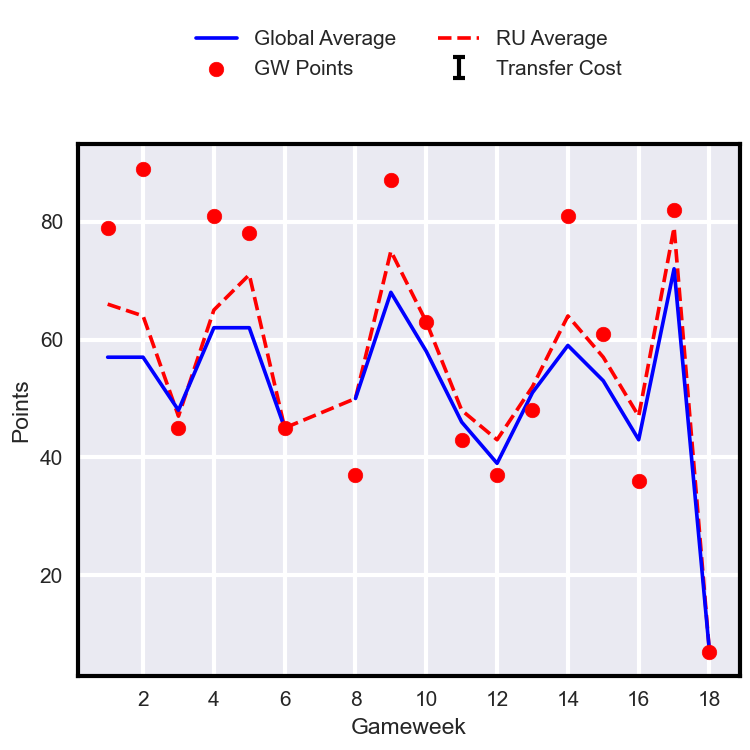 Global Average
RU Average
GW Points
Transfer Cost
80
60
40
20
Points
2 4 6 8 10 12 14 16 18
Gameweek